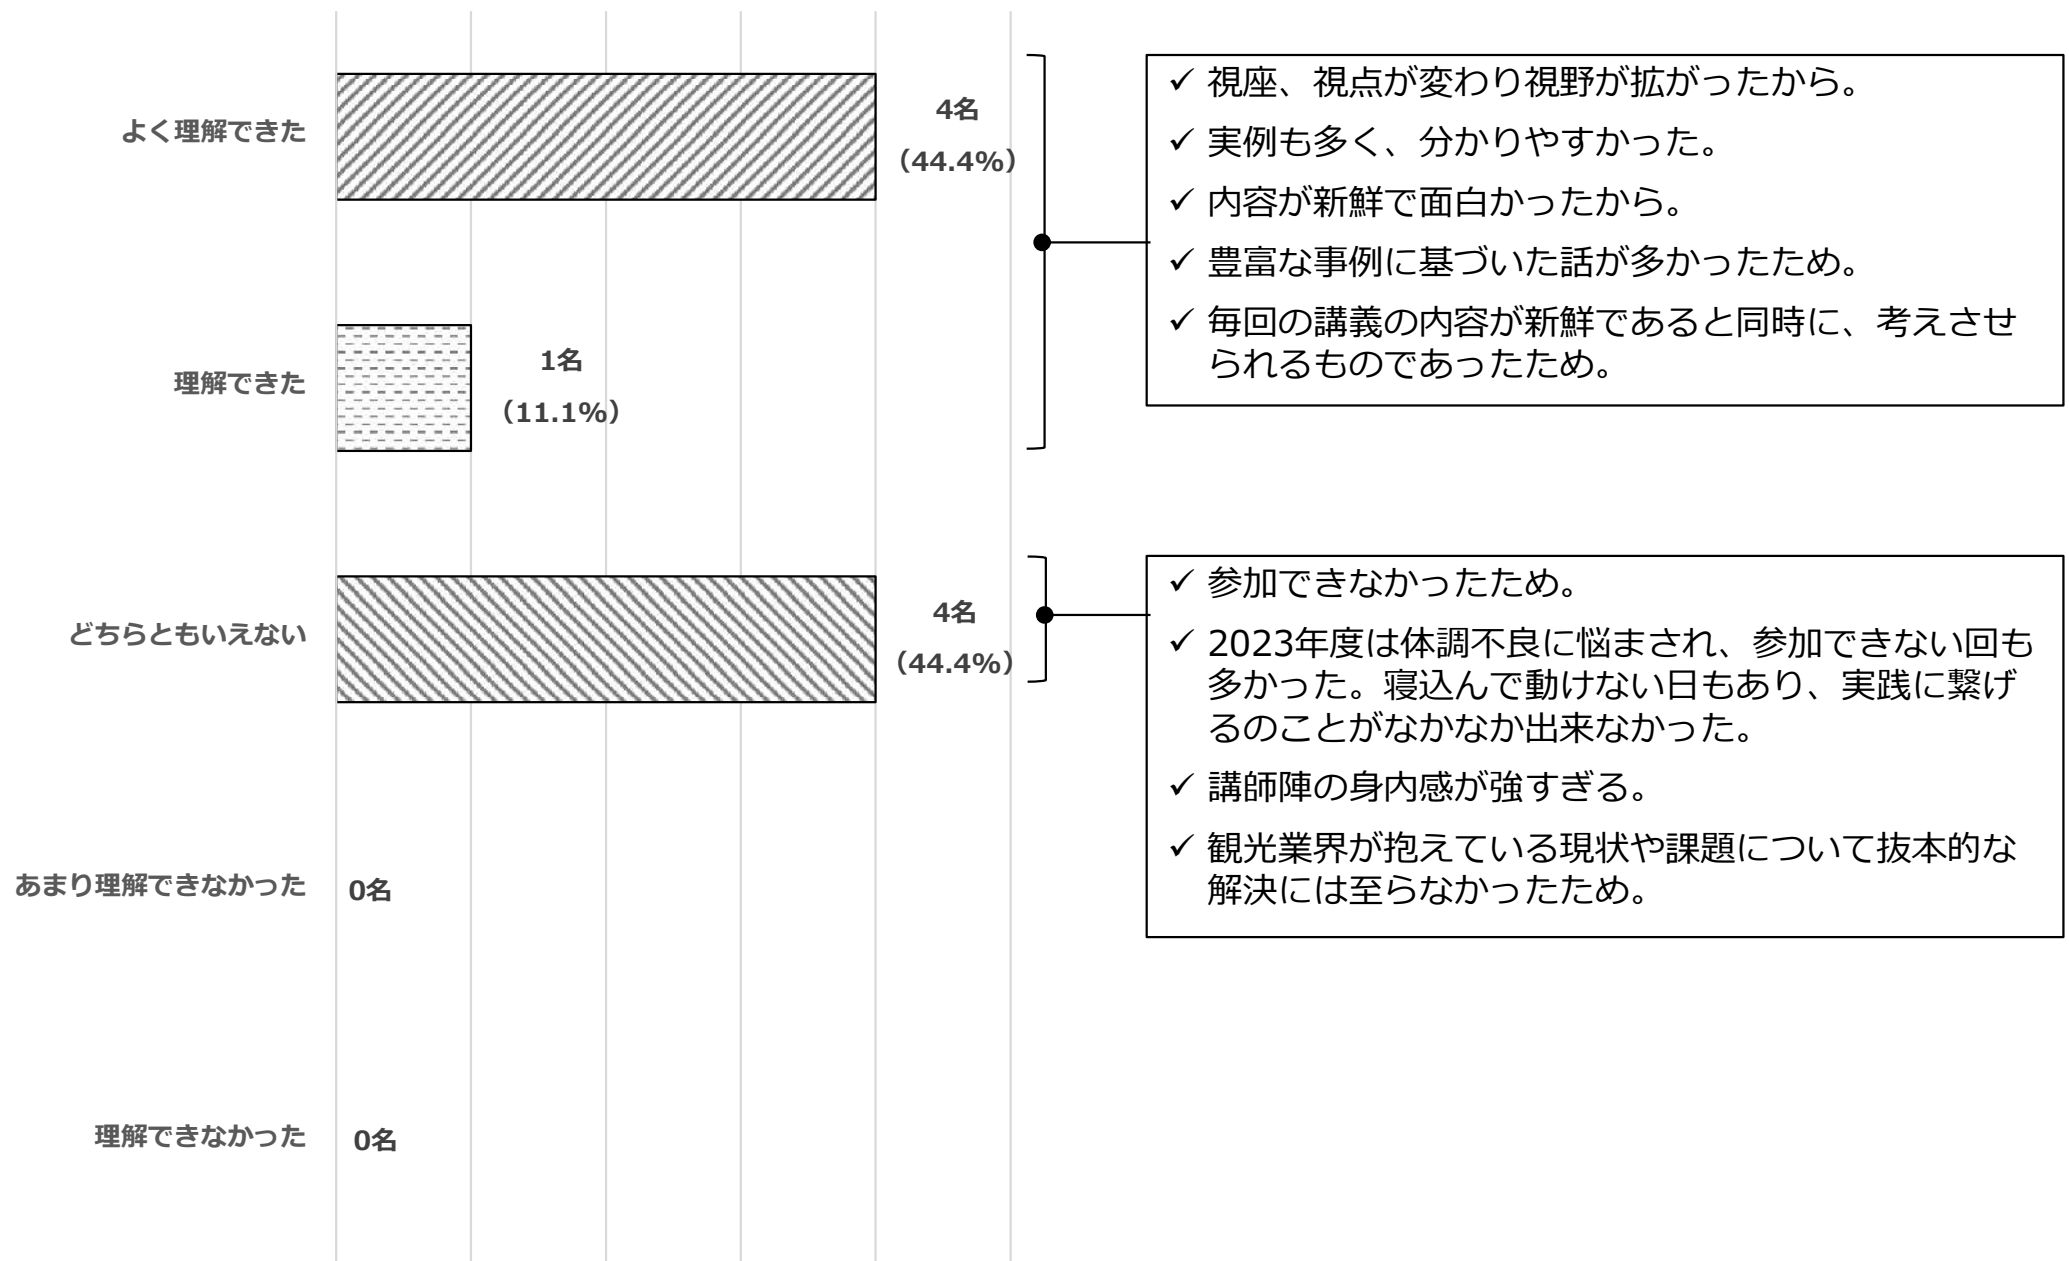 よく理解できた
4名
（44.4%）
理解できた
1名
（11.1%）
✓ 視座、視点が変わり視野が拡がったから。
✓ 実例も多く、分かりやすかった。
✓ 内容が新鮮で面白かったから。
✓ 豊富な事例に基づいた話が多かったため。
✓ 毎回の講義の内容が新鮮であると同時に、考えさせ
られるものであったため。
どちらともいえない
4名
（44.4%）
✓ 参加できなかったため。
✓ 2023年度は体調不良に悩まされ、参加できない回も
多かった。寝込んで動けない日もあり、実践に繋げ
るのことがなかなか出来なかった。
✓ 講師陣の身内感が強すぎる。
✓ 観光業界が抱えている現状や課題について抜本的な
解決には至らなかったため。
あまり理解できなかった
0名
理解できなかった
0名